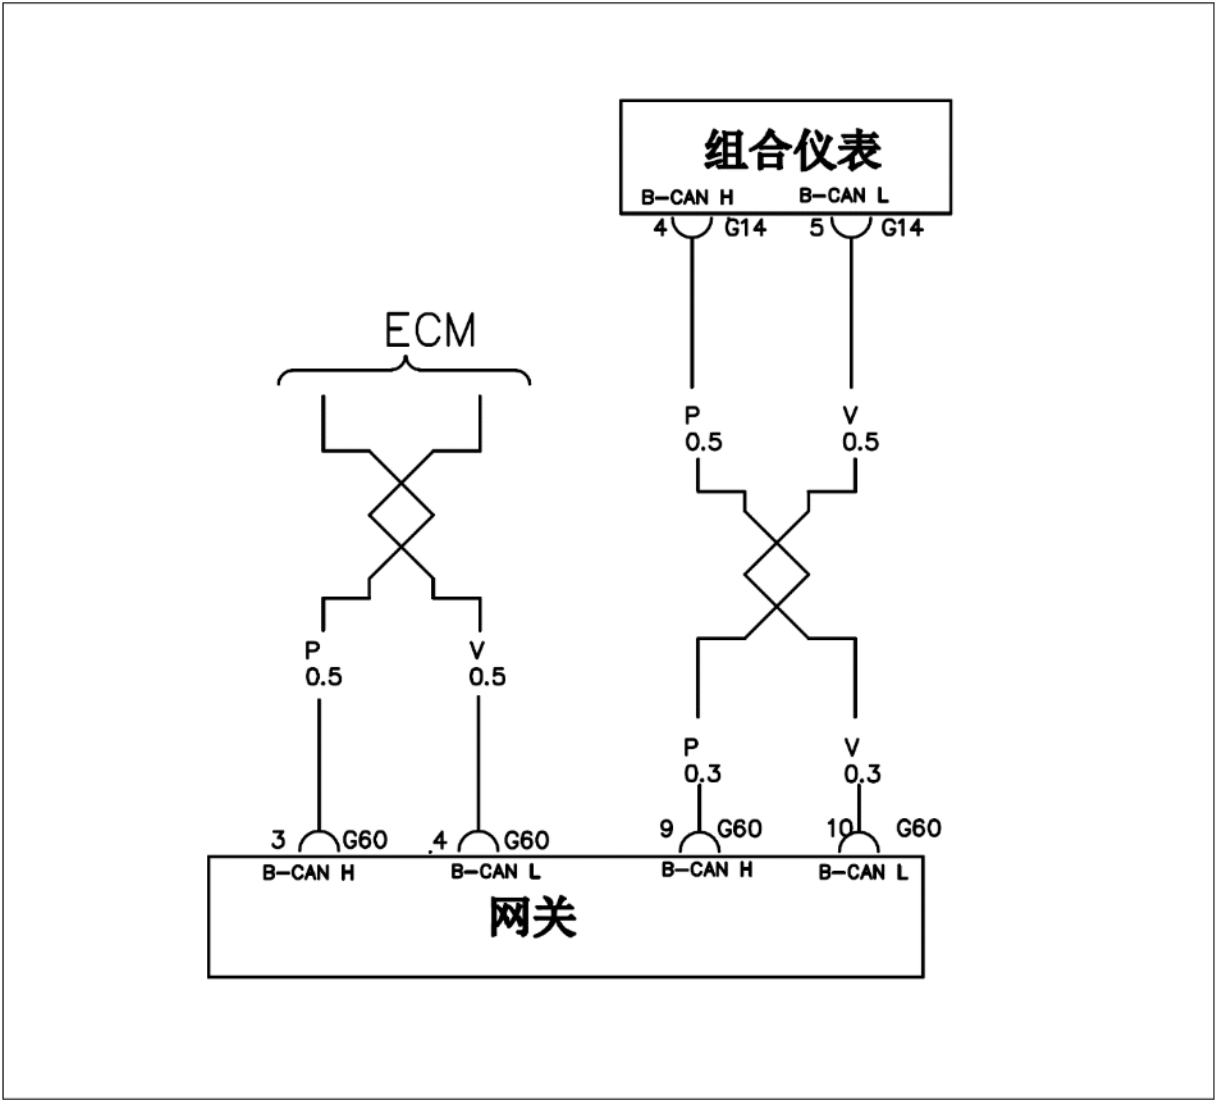 组合仪表
B-CAN H
B-CAN L
4
G14
5
G14
ECM
P
0.5
V
0.5
P
0.5
V
0.5
P
0.3
V
0.3
3
G60
.4
G60
9
G60
10
G60
B-CAN H
B-CAN L
B-CAN H
B-CAN L
网关